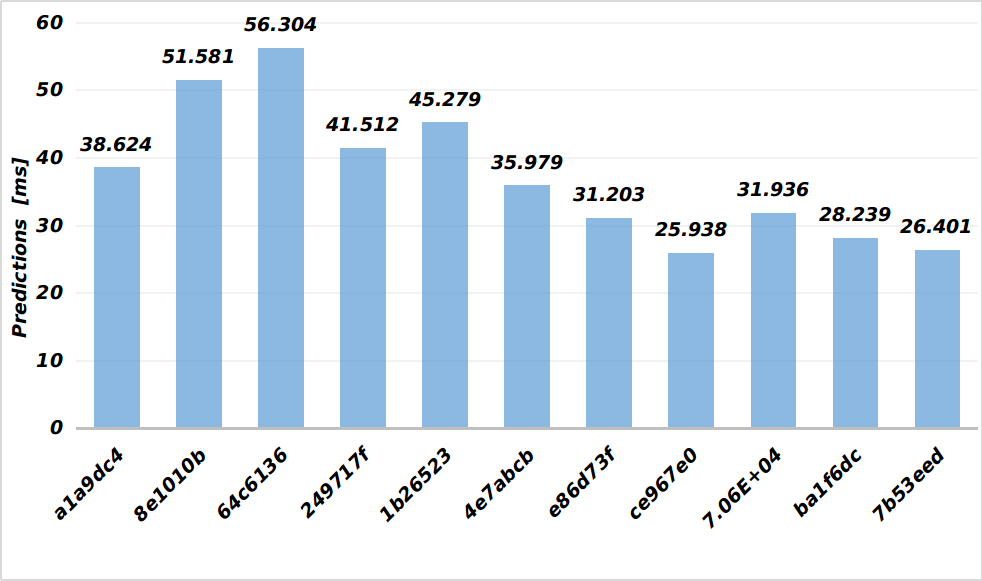 60
50
40
30
20
10
0
Predictions [ms]
38.624
51.581
56.304
41.512
45.279
35.979
31.203
25.938
31.936
28.239
26.401
a1a9dc4
8e1010b
64c6136
249717f
1b26523
4e7abcb
e86d73f
ce967e0
7.06E+04
ba1f6dc
7b53eed